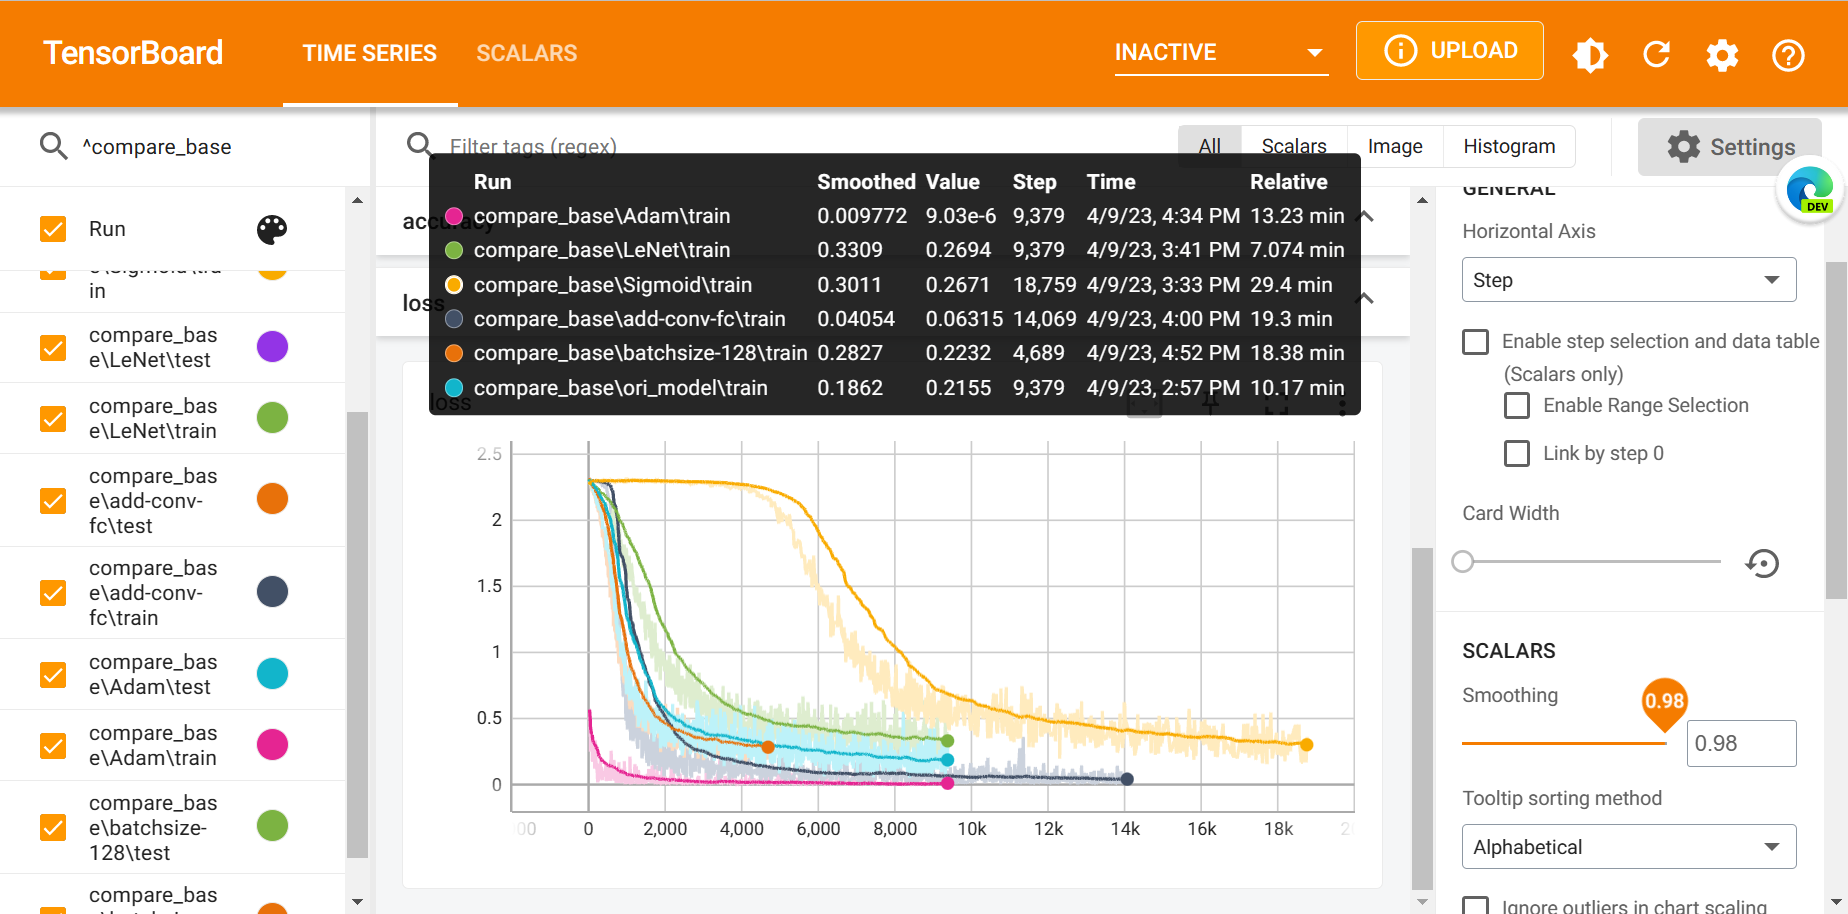 TensorBoard
TIME SERIES
SCALARS
INACTIVE
UPLOAD
^compare_base
Filter tags (regex)
All
Scalars
Image
Histogram
Settings
DEV
Run
e\Sigmoid\tra
in
compare_bas
e\LeNet\test
compare_bas
e\LeNet\train
compare_bas
e\add-conv-
fc\test
compare_bas
e\add-conv-
fc\train
compare_bas
e\Adam\test
compare_bas
e\Adam\train
compare_bas
e\batchsize-
128\test
compare_bas
accuracy
loss
loss
Run Smoothed Value Step Time Relative
compare_base\Adam\train 0.009772 9.03e-6 9,379 4/9/23, 4:34 PM 13.23 min
compare_base\LeNet\train 0.3309 0.2694 9,379 4/9/23, 3:41 PM 7.074 min
compare_base\Sigmoid\train 0.3011 0.2671 18,759 4/9/23, 3:33 PM 29.4 min
compare_base\add-conv-fc\train 0.04054 0.06315 14,069 4/9/23, 4:00 PM 19.3 min
compare_base\batchsize-128\train 0.2827 0.2232 4,689 4/9/23, 4:52 PM 18.38 min
compare_base\ori_model\train 0.1862 0.2155 9,379 4/9/23, 2:57 PM 10.17 min
2.5
2
1.5
1
0.5
0
0 2,000 4,000 6,000 8,000 10k 12k 14k 16k 18k
GENERAL
Horizontal Axis
Step
Enable step selection and data table
(Scalars only)
Enable Range Selection
Link by step 0
Card Width
SCALARS
Smoothing
0.98
0.98
Tooltip sorting method
Alphabetical
Ignore outliers in chart scaling